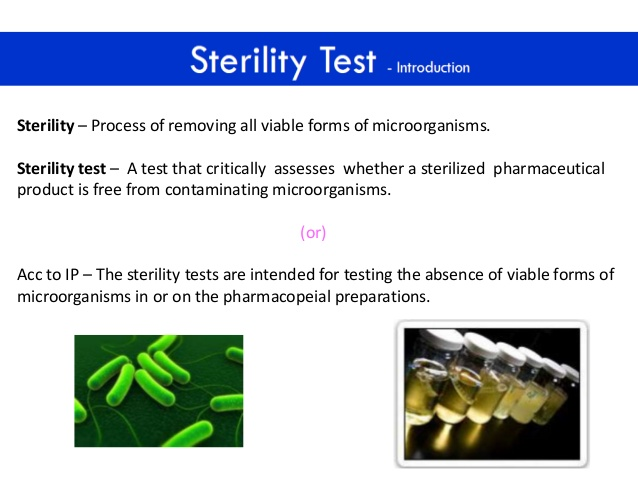 Sterility Test - Introduction
Sterility – Process of removing all viable forms of microorganisms.
Sterility test – A test that critically assesses whether a sterilized pharmaceutical
product is free from contaminating microorganisms.
(or)
Acc to IP – The sterility tests are intended for testing the absence of viable forms of
microorganisms in or on the pharmacopeial preparations.